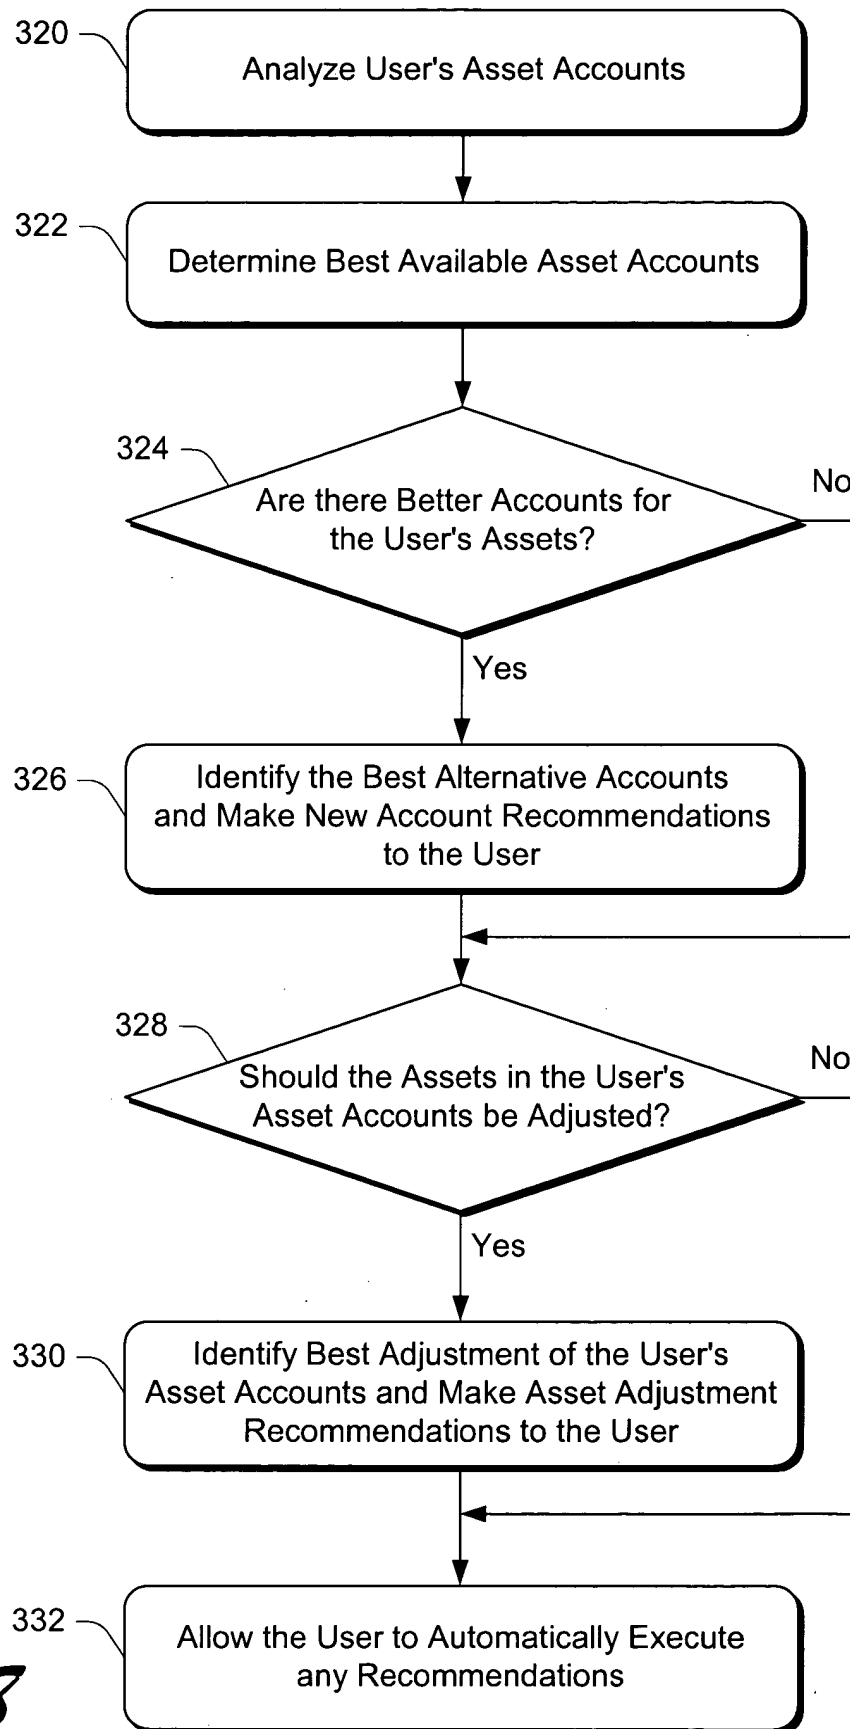 320
Analyze User's Asset Accounts
322
Determine Best Available Asset Accounts
324
Are there Better Accounts for
the User's Assets?
No
Yes
326
Identify the Best Alternative Accounts
and Make New Account Recommendations
to the User
328
Should the Assets in the User's
Asset Accounts be Adjusted?
No
Yes
330
Identify Best Adjustment of the User's
Asset Accounts and Make Asset Adjustment
Recommendations to the User
332
Allow the User to Automatically Execute
any Recommendations